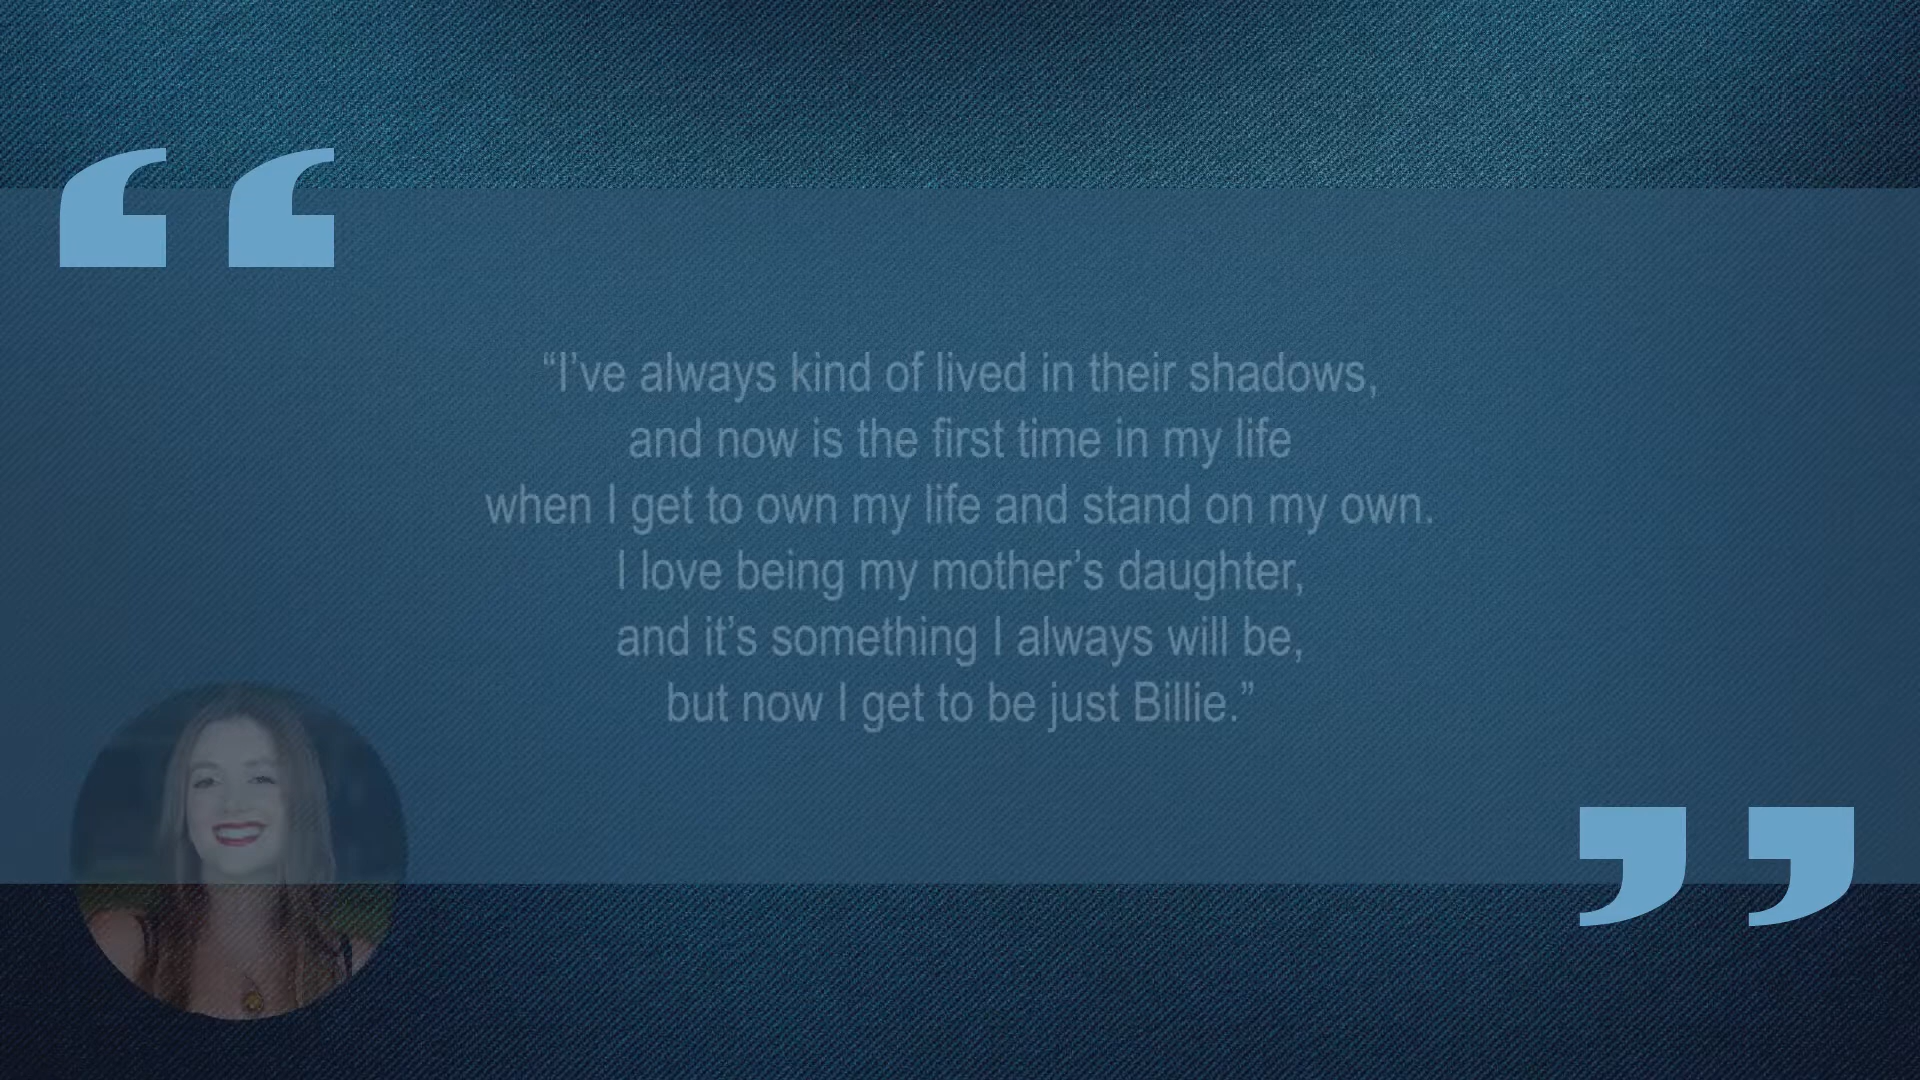 “I’ve always kind of lived in their shadows,
and now is the first time in my life
when I get to own my life and stand on my own.
I love being my mother’s daughter,
and it’s something I always will be,
but now I get to be just Billie.”